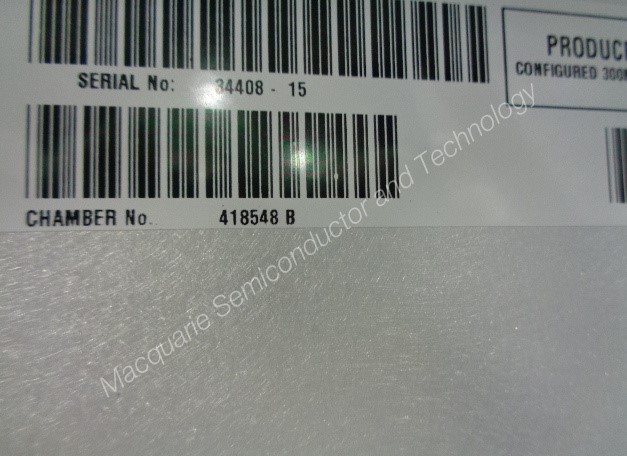 PRODUC
CONFIGURED 300
SERIAL No: 34408 - 15
CHAMBER No. 418548 B
Macquarie Semiconductor and Technology